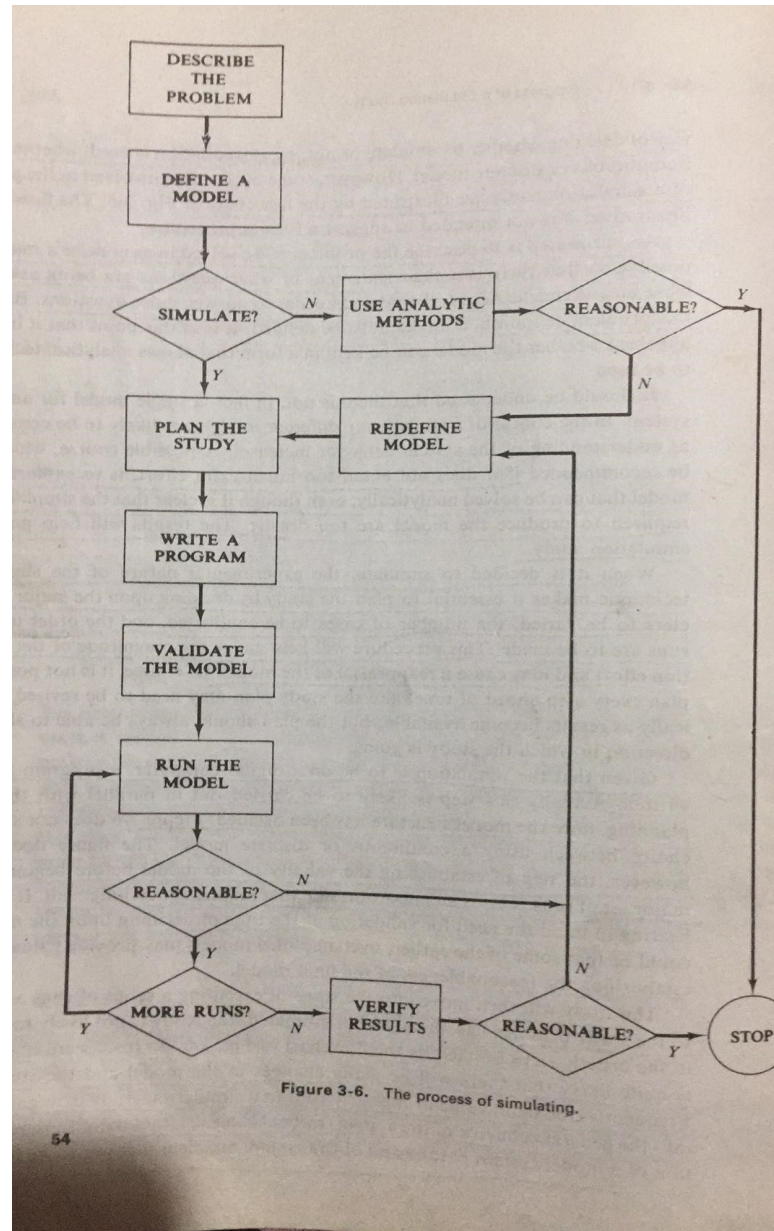 DESCRIBE
THE
PROBLEM
DEFINE A
MODEL
SIMULATE?
N
USE ANALYTIC
METHODS
REASONABLE?
Y
Y
N
PLAN THE
STUDY
REDEFINE
MODEL
WRITE A
PROGRAM
VALIDATE
THE MODEL
RUN THE
MODEL
REASONABLE?
N
Y
N
MORE RUNS?
Y
N
VERIFY
RESULTS
REASONABLE?
Y
STOP
Figure 3-6. The process of simulating.
54